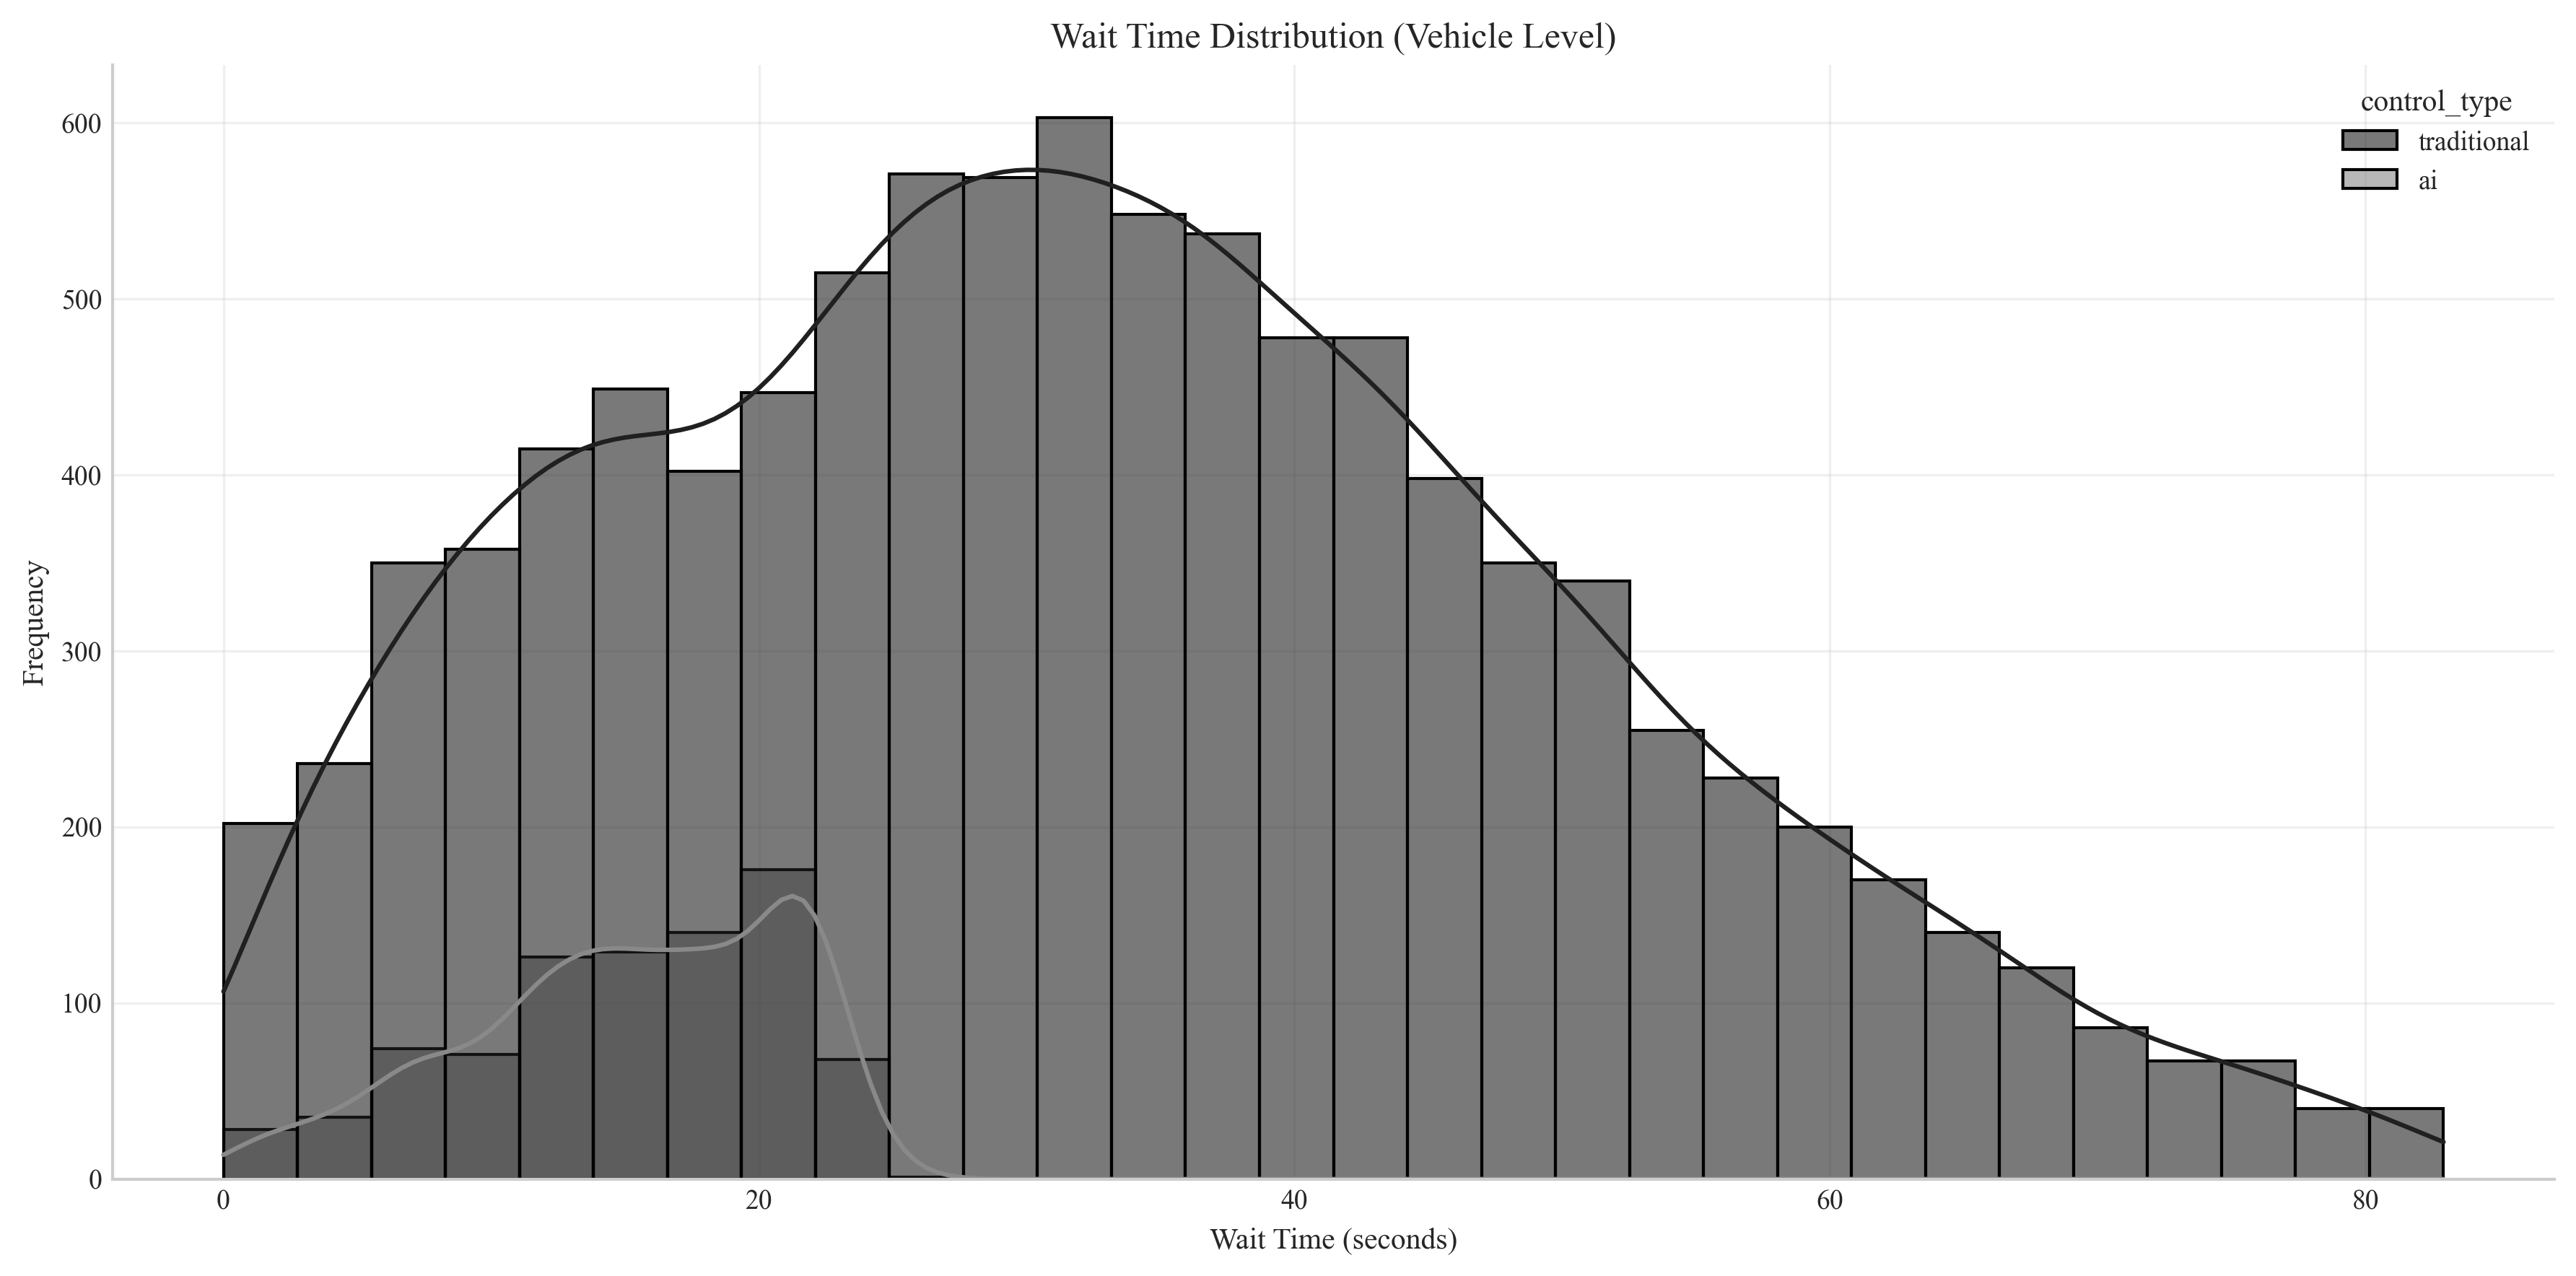 Wait Time Distribution (Vehicle Level)
control_type
traditional
ai
600
500
400
300
200
100
0
Frequency
0 20 40 60 80
Wait Time (seconds)